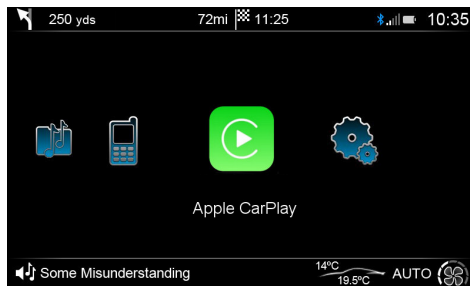 250 yds 72mi 11:25 10:35
Apple CarPlay
14ºC
Some Misunderstanding 19.5ºC AUTO